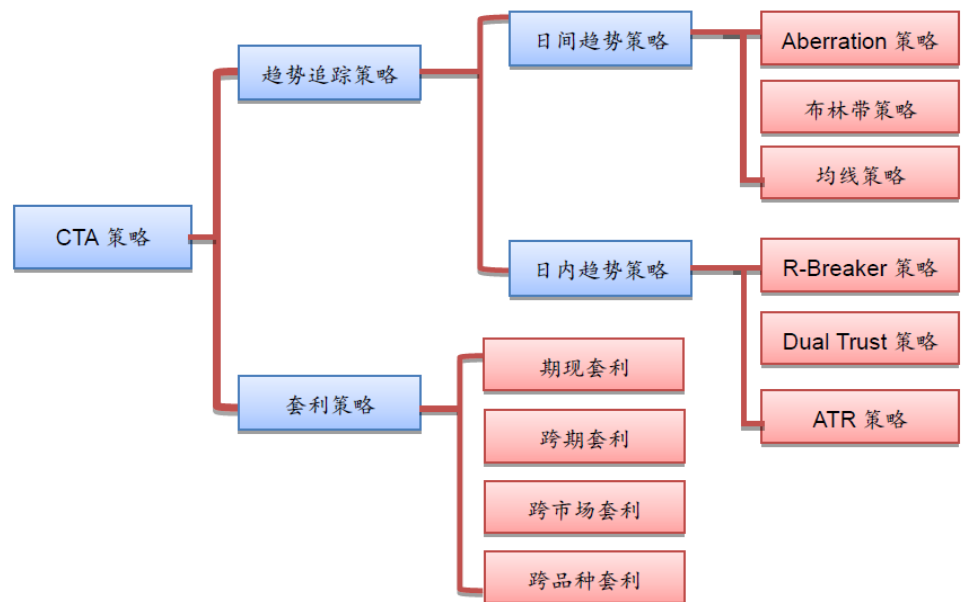 CTA 策略
趋势追踪策略
日间趋势策略
Aberration 策略
布林带策略
均线策略
日内趋势策略
R-Breaker 策略
Dual Trust 策略
ATR 策略
套利策略
期现套利
跨期套利
跨市场套利
跨品种套利